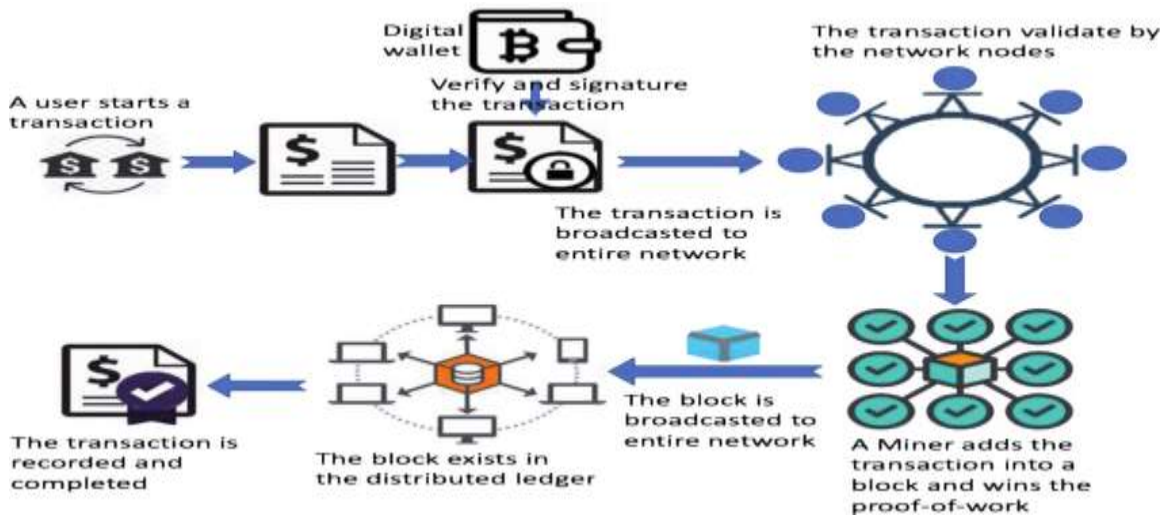 Digital
wallet
Verify and signature
the transaction
A user starts a
transaction
$ $
$
$
The transaction validate by
the network nodes
The transaction is
broadcasted to
entire network
A Miner adds the
transaction into a
block and wins the
proof-of-work
The block is
broadcasted to
entire network
The block exists in
the distributed ledger
$
The transaction is
recorded and
completed